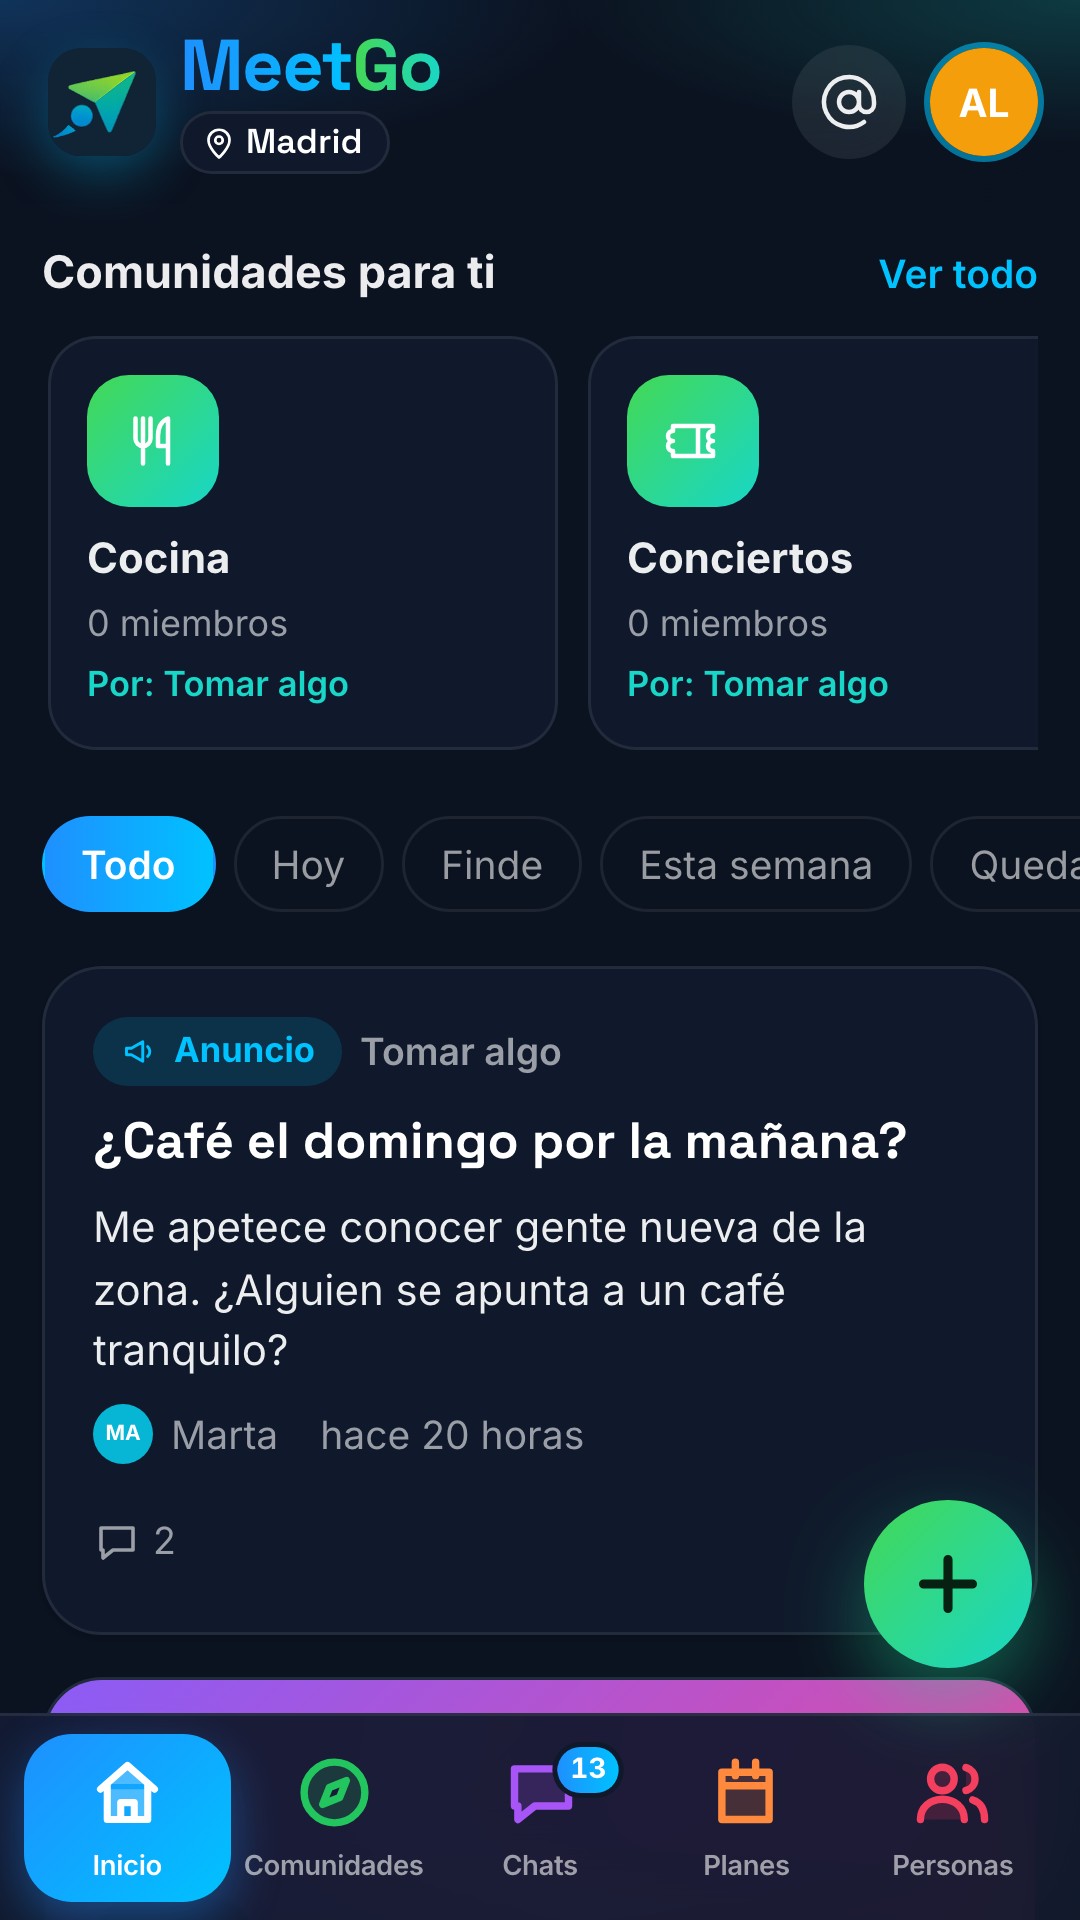 MeetGo
Madrid
AL
Comunidades para ti
Ver todo
Cocina
0 miembros
Por: Tomar algo
Conciertos
0 miembros
Por: Tomar algo
Todo
Hoy
Finde
Esta semana
Queda
Anuncio
Tomar algo
¿Café el domingo por la mañana?
Me apetece conocer gente nueva de la
zona. ¿Alguien se apunta a un café
tranquilo?
MA
Marta
hace 20 horas
2
13
Inicio
Comunidades
Chats
Planes
Personas